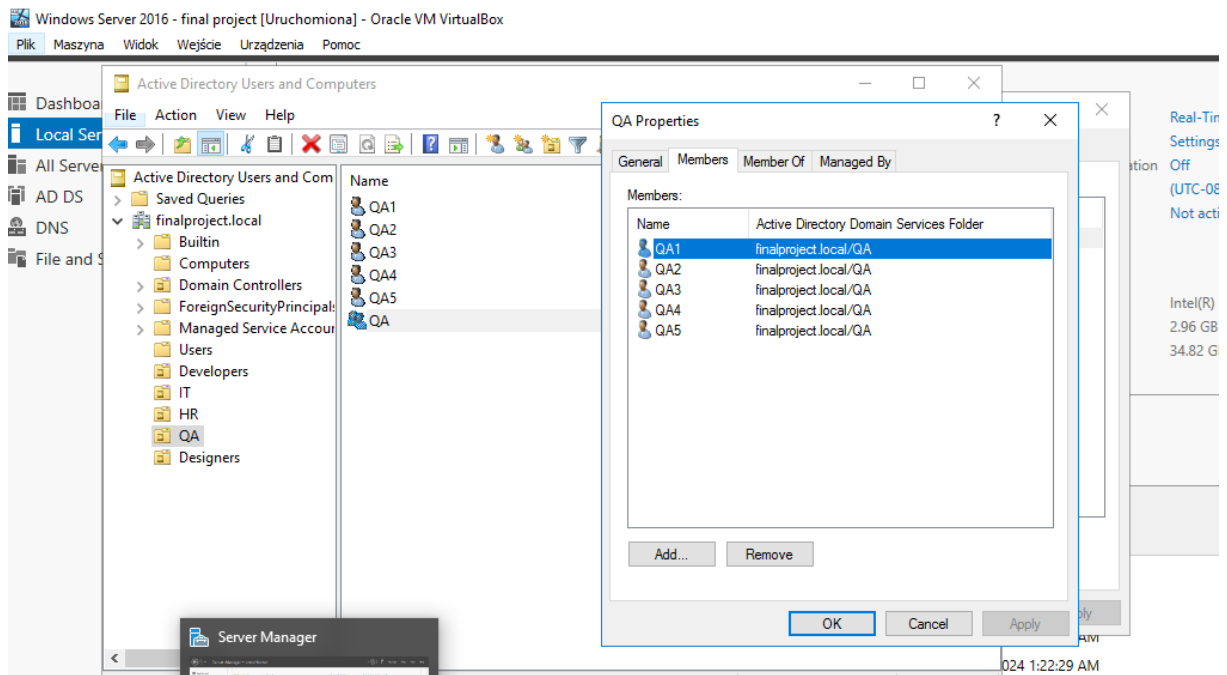 Windows Server 2016 - final project [Uruchomiona] - Oracle VM VirtualBox
Plik Maszyna Widok Wejście Urządzenia Pomoc
Dashboa
Local Ser
All Server
AD DS
DNS
File and S
Active Directory Users and Computers
File Action View Help
Active Directory Users and Com
Saved Queries
finalproject.local
Builtin
Computers
Domain Controllers
ForeignSecurityPrincipals
Managed Service Accour
Users
Developers
IT
HR
QA
Designers
Name
QA1
QA2
QA3
QA4
QA5
QA
QA Properties
General Members Member Of Managed By
Members:
Name Active Directory Domain Services Folder
QA1 finalproject.local/QA
QA2 finalproject.local/QA
QA3 finalproject.local/QA
QA4 finalproject.local/QA
QA5 finalproject.local/QA
Add... Remove
OK Cancel Apply
Real-Tim
Settings
ation Off
(UTC-08
Not acti
Intel(R)
2.96 GB
34.82 G
ply
AM
024 1:22:29 AM
Server Manager